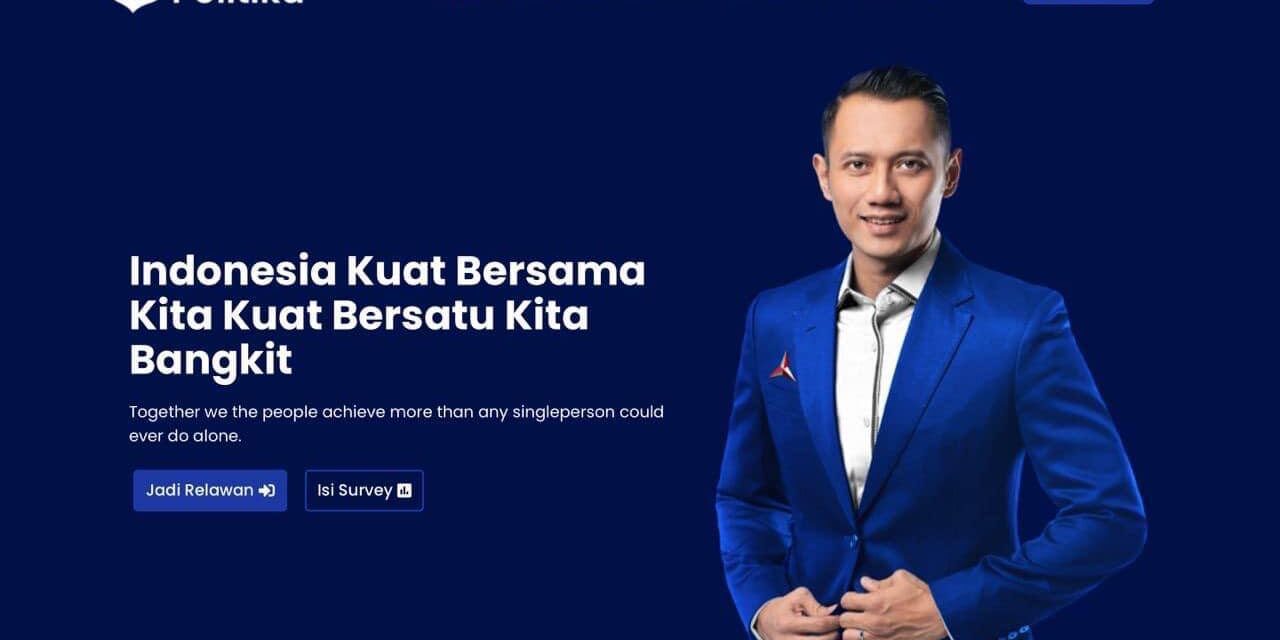 Politika
Indonesia Kuat Bersama
Kita Kuat Bersatu Kita
Bangkit
Together we the people achieve more than any singleperson could
ever do alone.
Jadi Relawan
Isi Survey